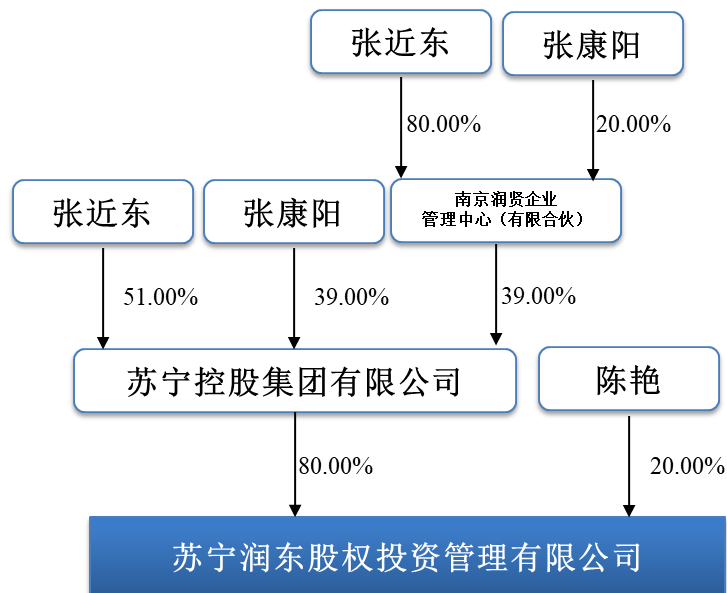 张近东
张康阳
80.00%
20.00%
张近东
张康阳
南京润贤企业
管理中心（有限合伙）
51.00%
39.00%
39.00%
苏宁控股集团有限公司
陈艳
80.00%
20.00%
苏宁润东股权投资管理有限公司